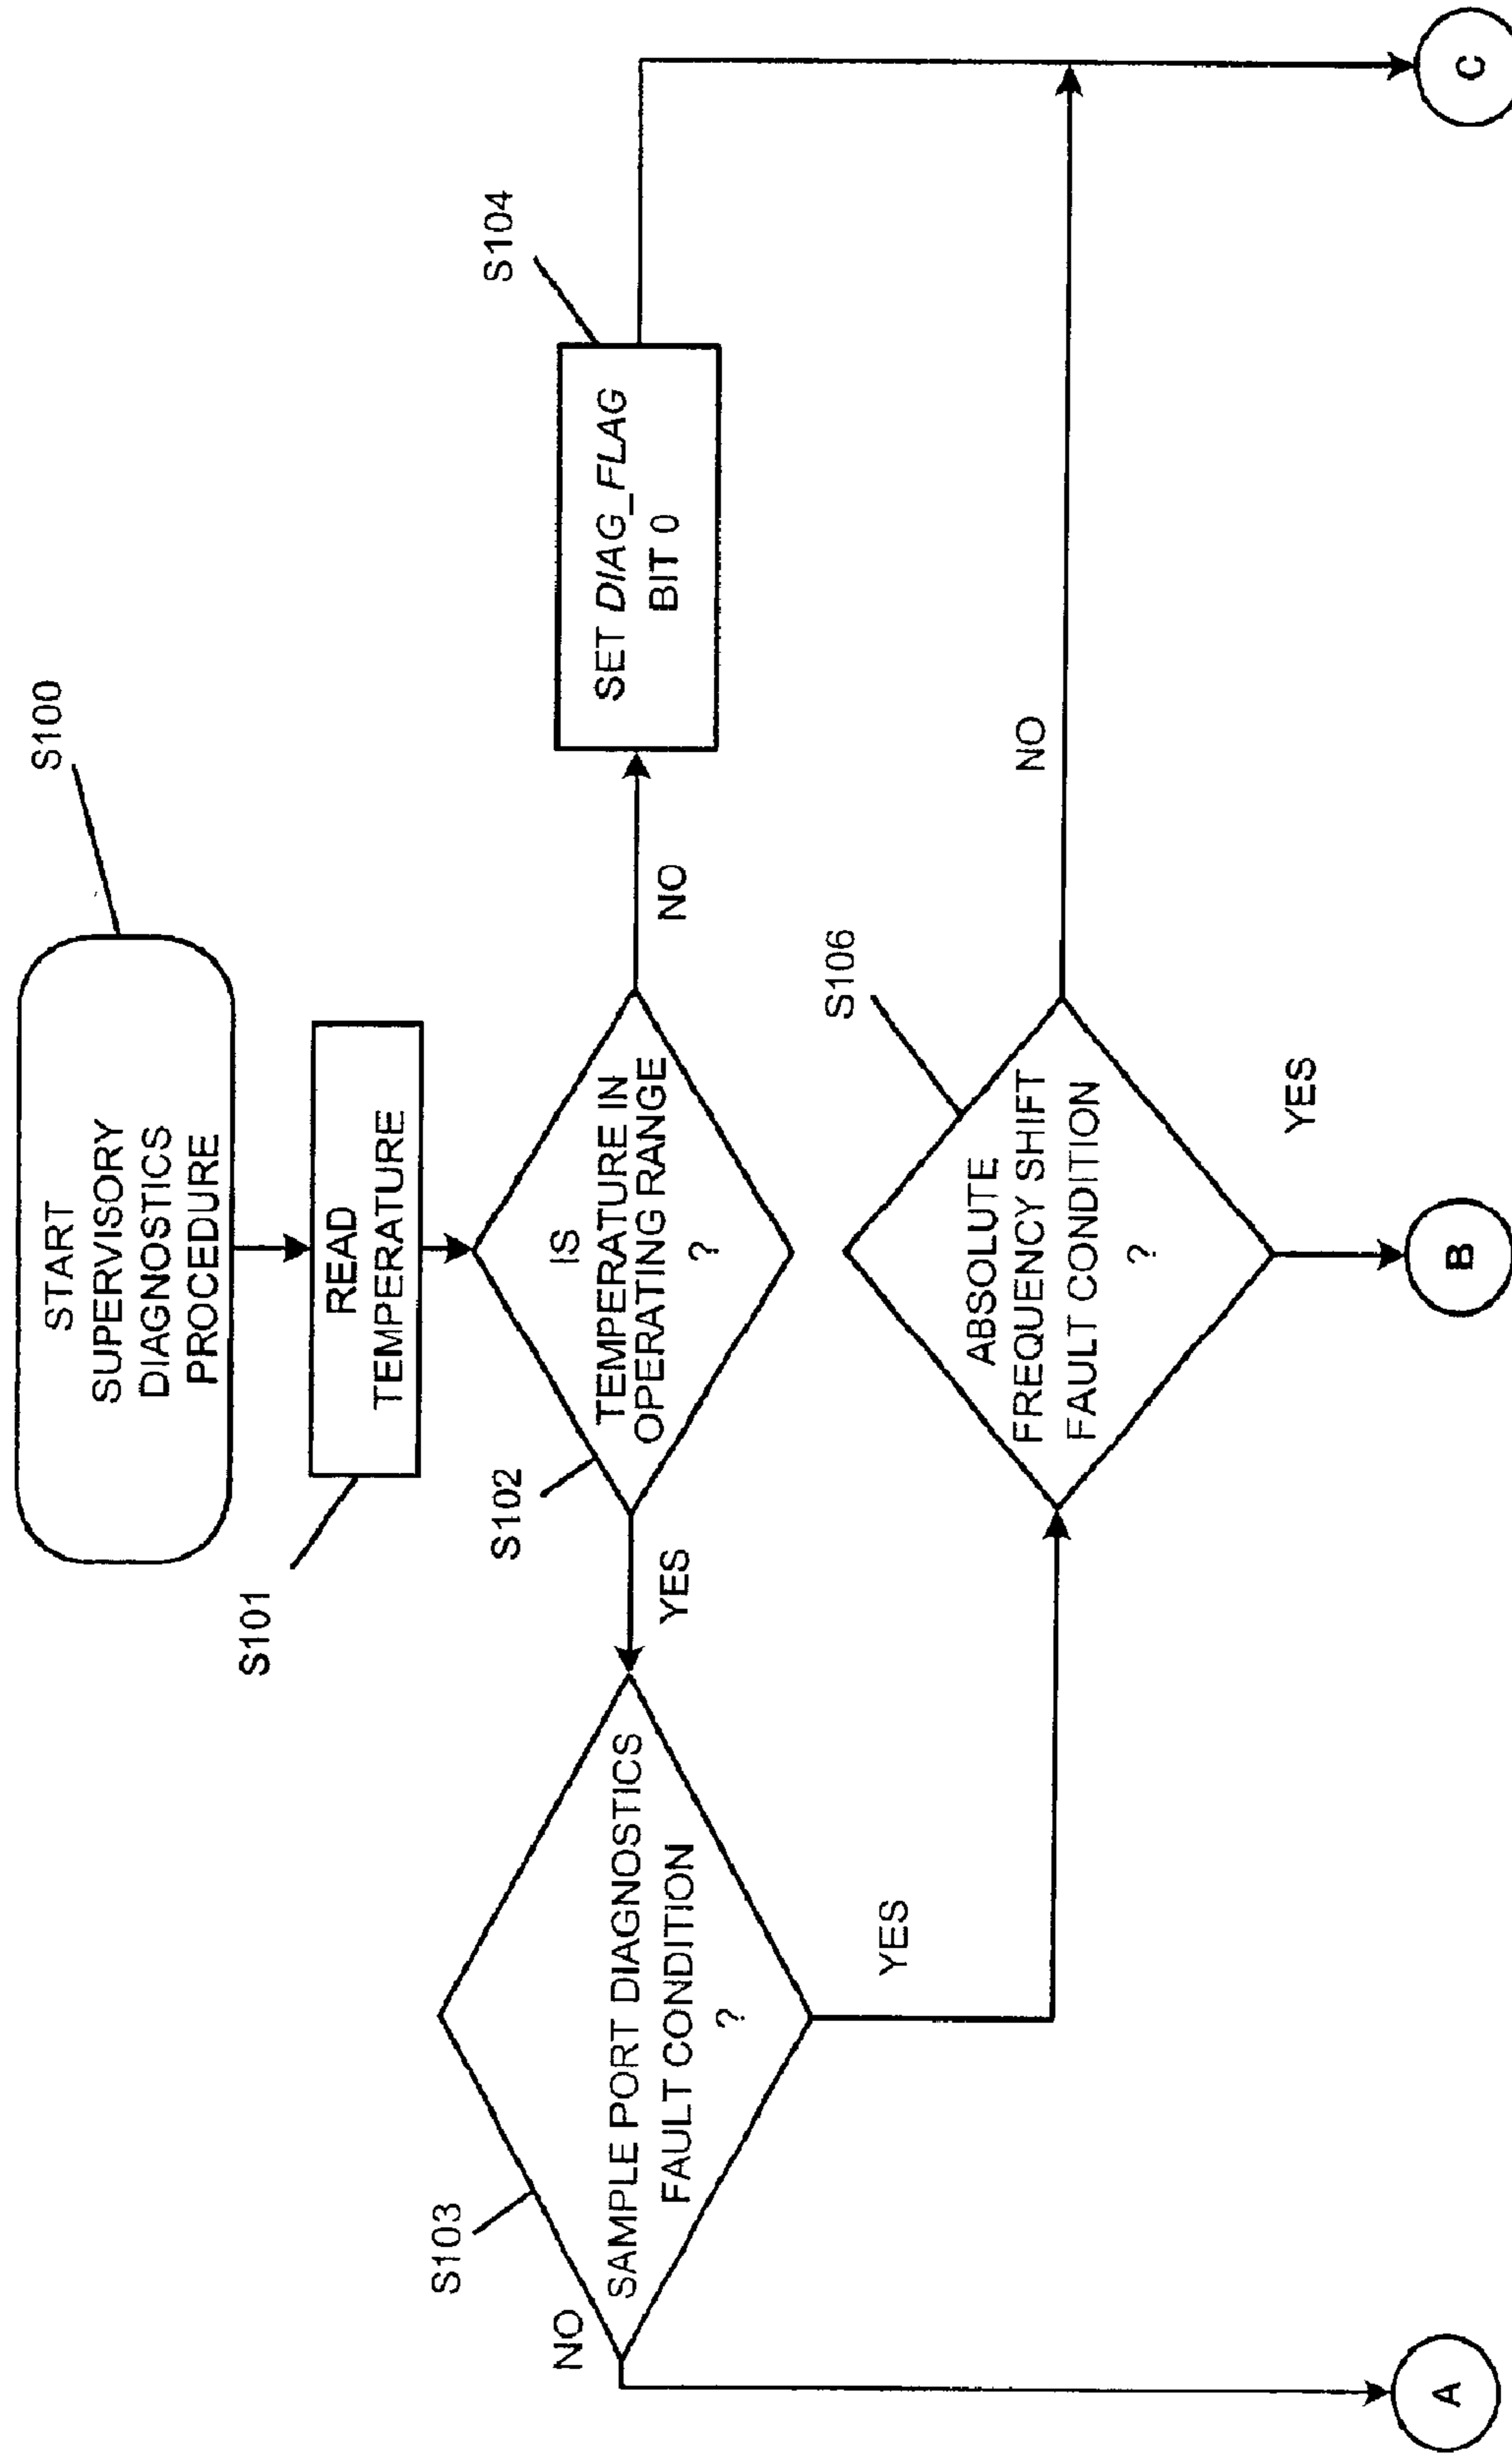 S100
START
SUPERVISORY
DIAGNOSTICS
PROCEDURE
S101
READ
TEMPERATURE
S102
IS
TEMPERATURE IN
OPERATING RANGE
?
YES
NO
S104
SET DIAG_FLAG
BIT 0
S103
NO
SAMPLE PORT DIAGNOSTICS
FAULT CONDITION
?
YES
S106
ABSOLUTE
FREQUENCY SHIFT
FAULT CONDITION
?
NO
YES
A
B
C